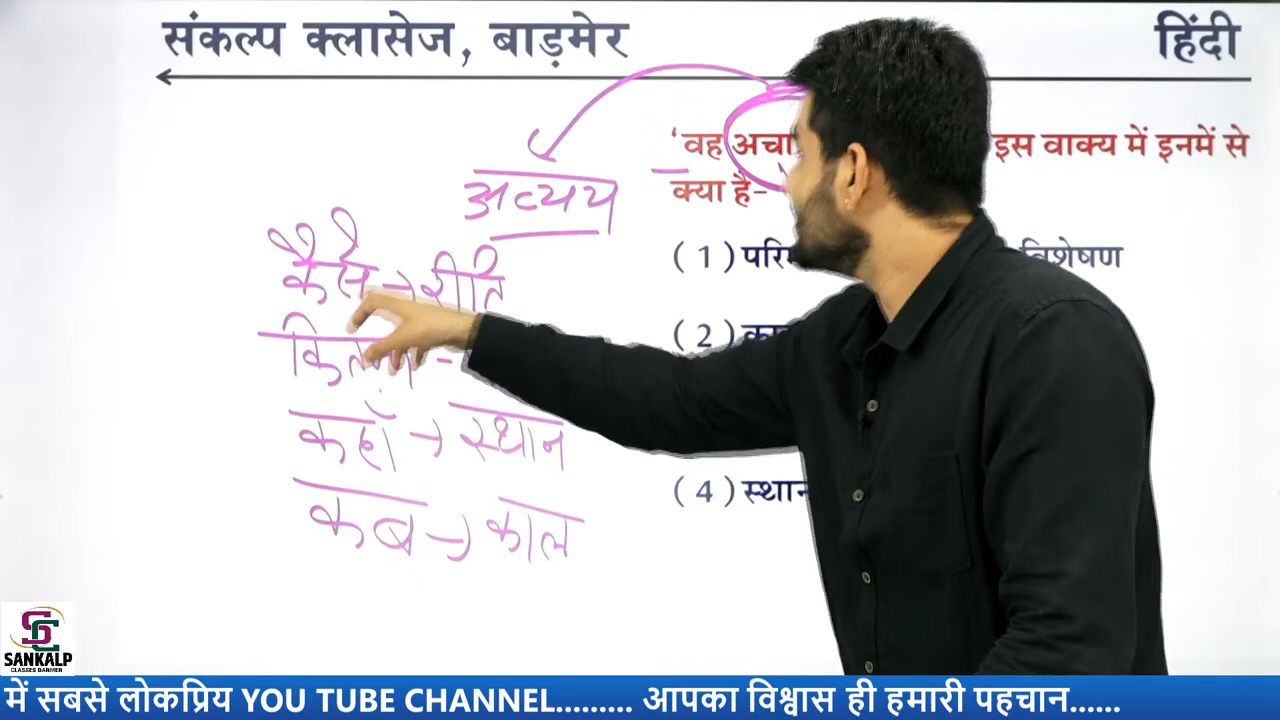 संकल्प क्लासेज, बाड़मेर
हिंदी
'वह अचा इस वाक्य में इनमें से
क्या है-
अव्यय
कैसे → रीति
(1) परि विशेषण
(2)
कहाँ → स्थान
(4) स्थान
कब → काल
SC
SANKALP
CLASSES BARMER
में सबसे लोकप्रिय YOU TUBE CHANNEL......... आपका विश्वास ही हमारी पहचान......